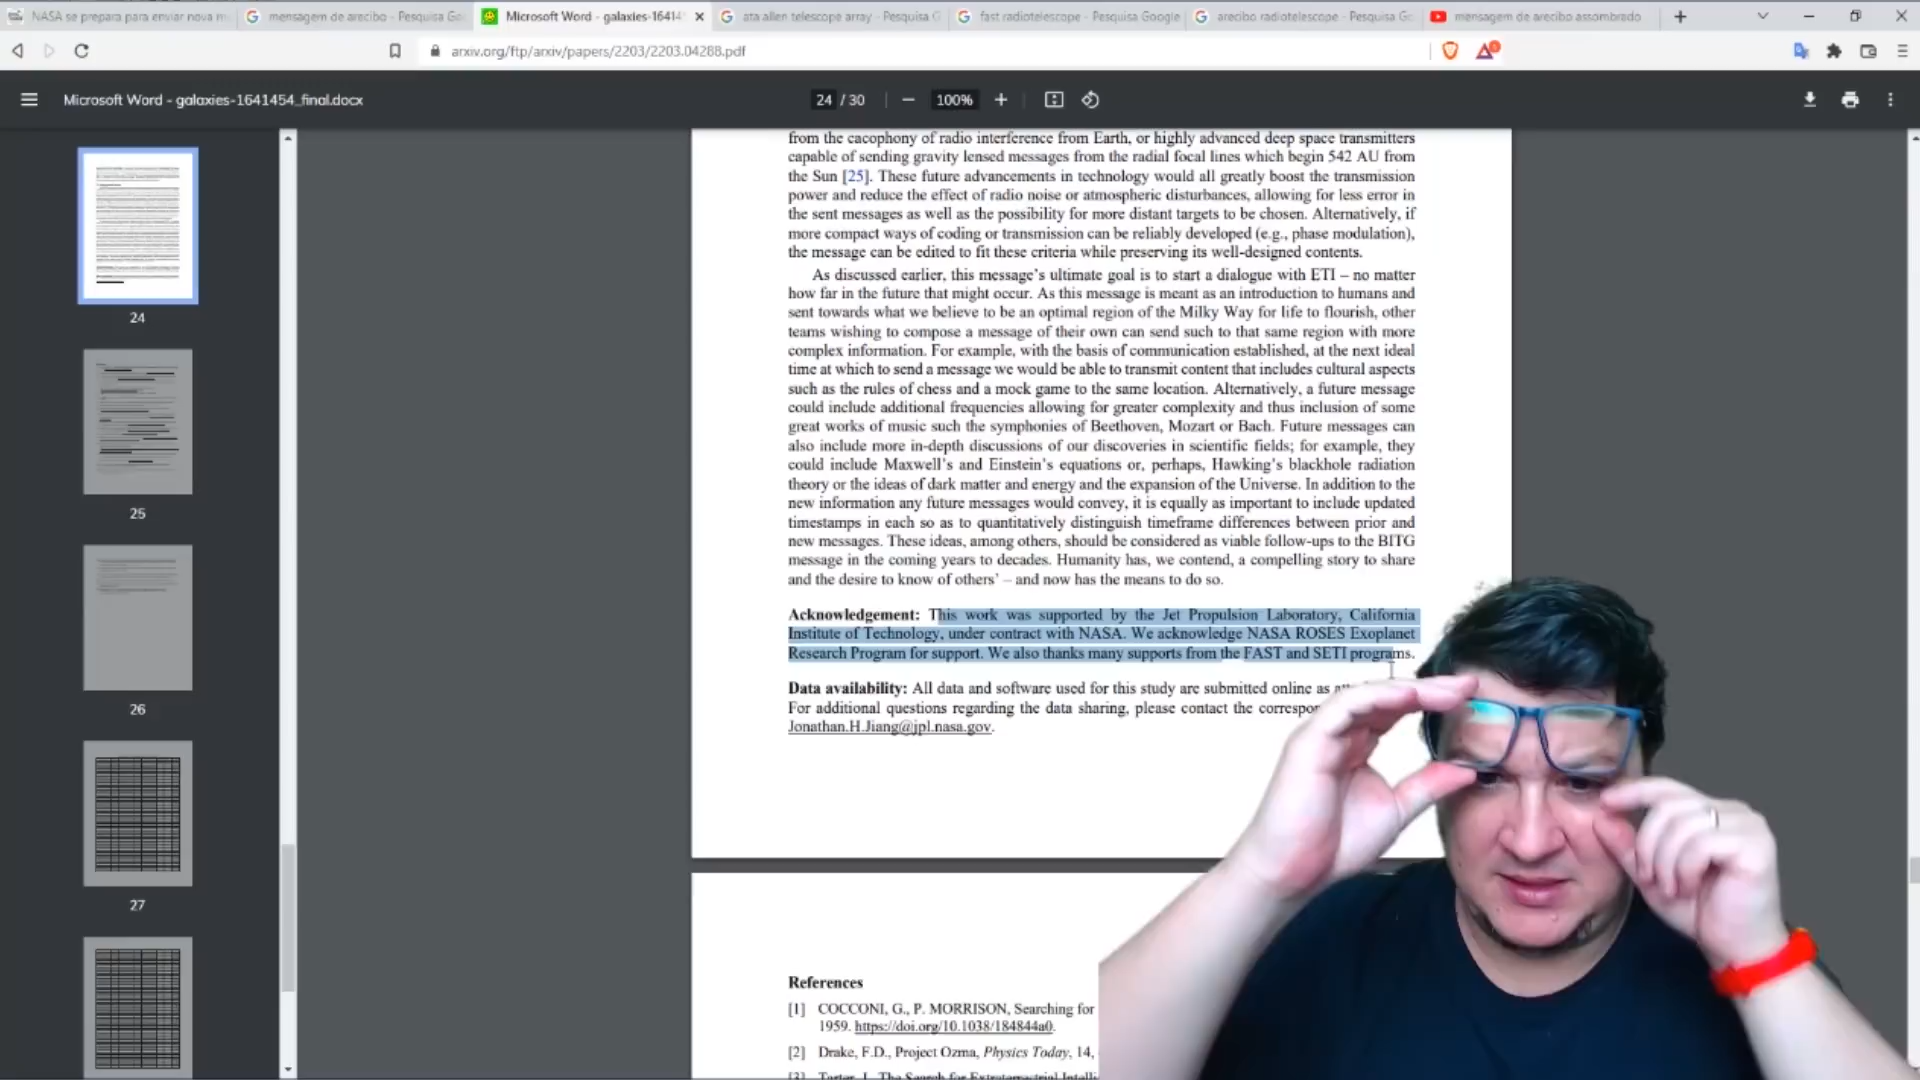 NASA se prepara para enviar nova m
mensagem de arecibo - Pesquisa Go
Microsoft Word - galaxies-16414
ata allen telescope array - Pesquisa G
fast radiotelescope - Pesquisa Google
arecibo radiotelescope - Pesquisa Go
mensagem de arecibo assombrado
arxiv.org/ftp/arxiv/papers/2203/2203.04288.pdf
Microsoft Word - galaxies-1641454_final.docx
24 / 30
100%
from the cacophony of radio interference from Earth, or highly advanced deep space transmitters
capable of sending gravity lensed messages from the radial focal lines which begin 542 AU from
the Sun [25]. These future advancements in technology would all greatly boost the transmission
power and reduce the effect of radio noise or atmospheric disturbances, allowing for less error in
the sent messages as well as the possibility for more distant targets to be chosen. Alternatively, if
more compact ways of coding or transmission can be reliably developed (e.g., phase modulation),
the message can be edited to fit these criteria while preserving its well-designed contents.
As discussed earlier, this message's ultimate goal is to start a dialogue with ETI – no matter
how far in the future that might occur. As this message is meant as an introduction to humans and
sent towards what we believe to be an optimal region of the Milky Way for life to flourish, other
teams wishing to compose a message of their own can send such to that same region with more
complex information. For example, with the basis of communication established, at the next ideal
time at which to send a message we would be able to transmit content that includes cultural aspects
such as the rules of chess and a mock game to the same location. Alternatively, a future message
could include additional frequencies allowing for greater complexity and thus inclusion of some
great works of music such the symphonies of Beethoven, Mozart or Bach. Future messages can
also include more in-depth discussions of our discoveries in scientific fields; for example, they
could include Maxwell's and Einstein's equations or, perhaps, Hawking's blackhole radiation
theory or the ideas of dark matter and energy and the expansion of the Universe. In addition to the
new information any future messages would convey, it is equally as important to include updated
timestamps in each so as to quantitatively distinguish timeframe differences between prior and
new messages. These ideas, among others, should be considered as viable follow-ups to the BITG
message in the coming years to decades. Humanity has, we contend, a compelling story to share
and the desire to know of others' – and now has the means to do so.
Acknowledgement: This work was supported by the Jet Propulsion Laboratory, California
Institute of Technology, under contract with NASA. We acknowledge NASA ROSES Exoplanet
Research Program for support. We also thanks many supports from the FAST and SETI programs.
Data availability: All data and software used for this study are submitted online as
For additional questions regarding the data sharing, please contact the correspon
Jonathan.H.Jiang@jpl.nasa.gov.
References
[1] COCCONI, G., P. MORRISON, Searching for
1959. https://doi.org/10.1038/184844a0.
[2] Drake, F.D., Project Ozma, Physics Today, 14,
[3] Tarter, J., The Search for Extraterrestrial Intelli
24
25
26
27